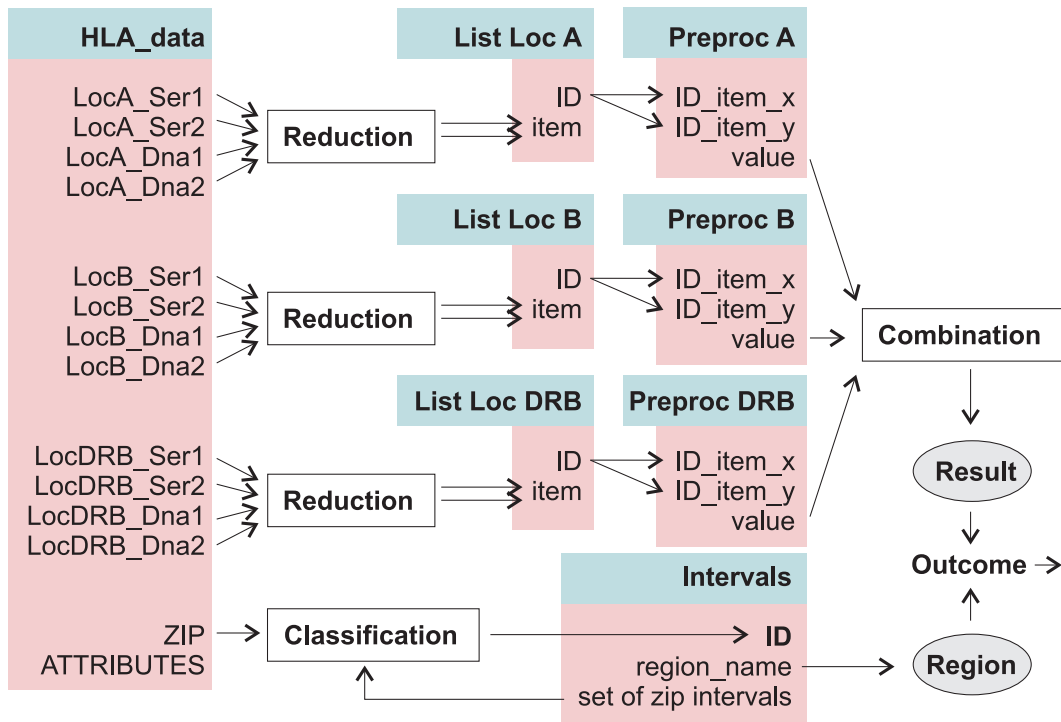 HLA_data
LocA_Ser1
LocA_Ser2
LocA_Dna1
LocA_Dna2
LocB_Ser1
LocB_Ser2
LocB_Dna1
LocB_Dna2
LocDRB_Ser1
LocDRB_Ser2
LocDRB_Dna1
LocDRB_Dna2
ZIP
ATTRIBUTES
Reduction
List Loc A
ID
item
Preproc A
ID_item_x
ID_item_y
value
Reduction
List Loc B
ID
item
Preproc B
ID_item_x
ID_item_y
value
Reduction
List Loc DRB
ID
item
Preproc DRB
ID_item_x
ID_item_y
value
Classification
Intervals
ID
region_name
set of zip intervals
Combination
Result
Outcome
Region